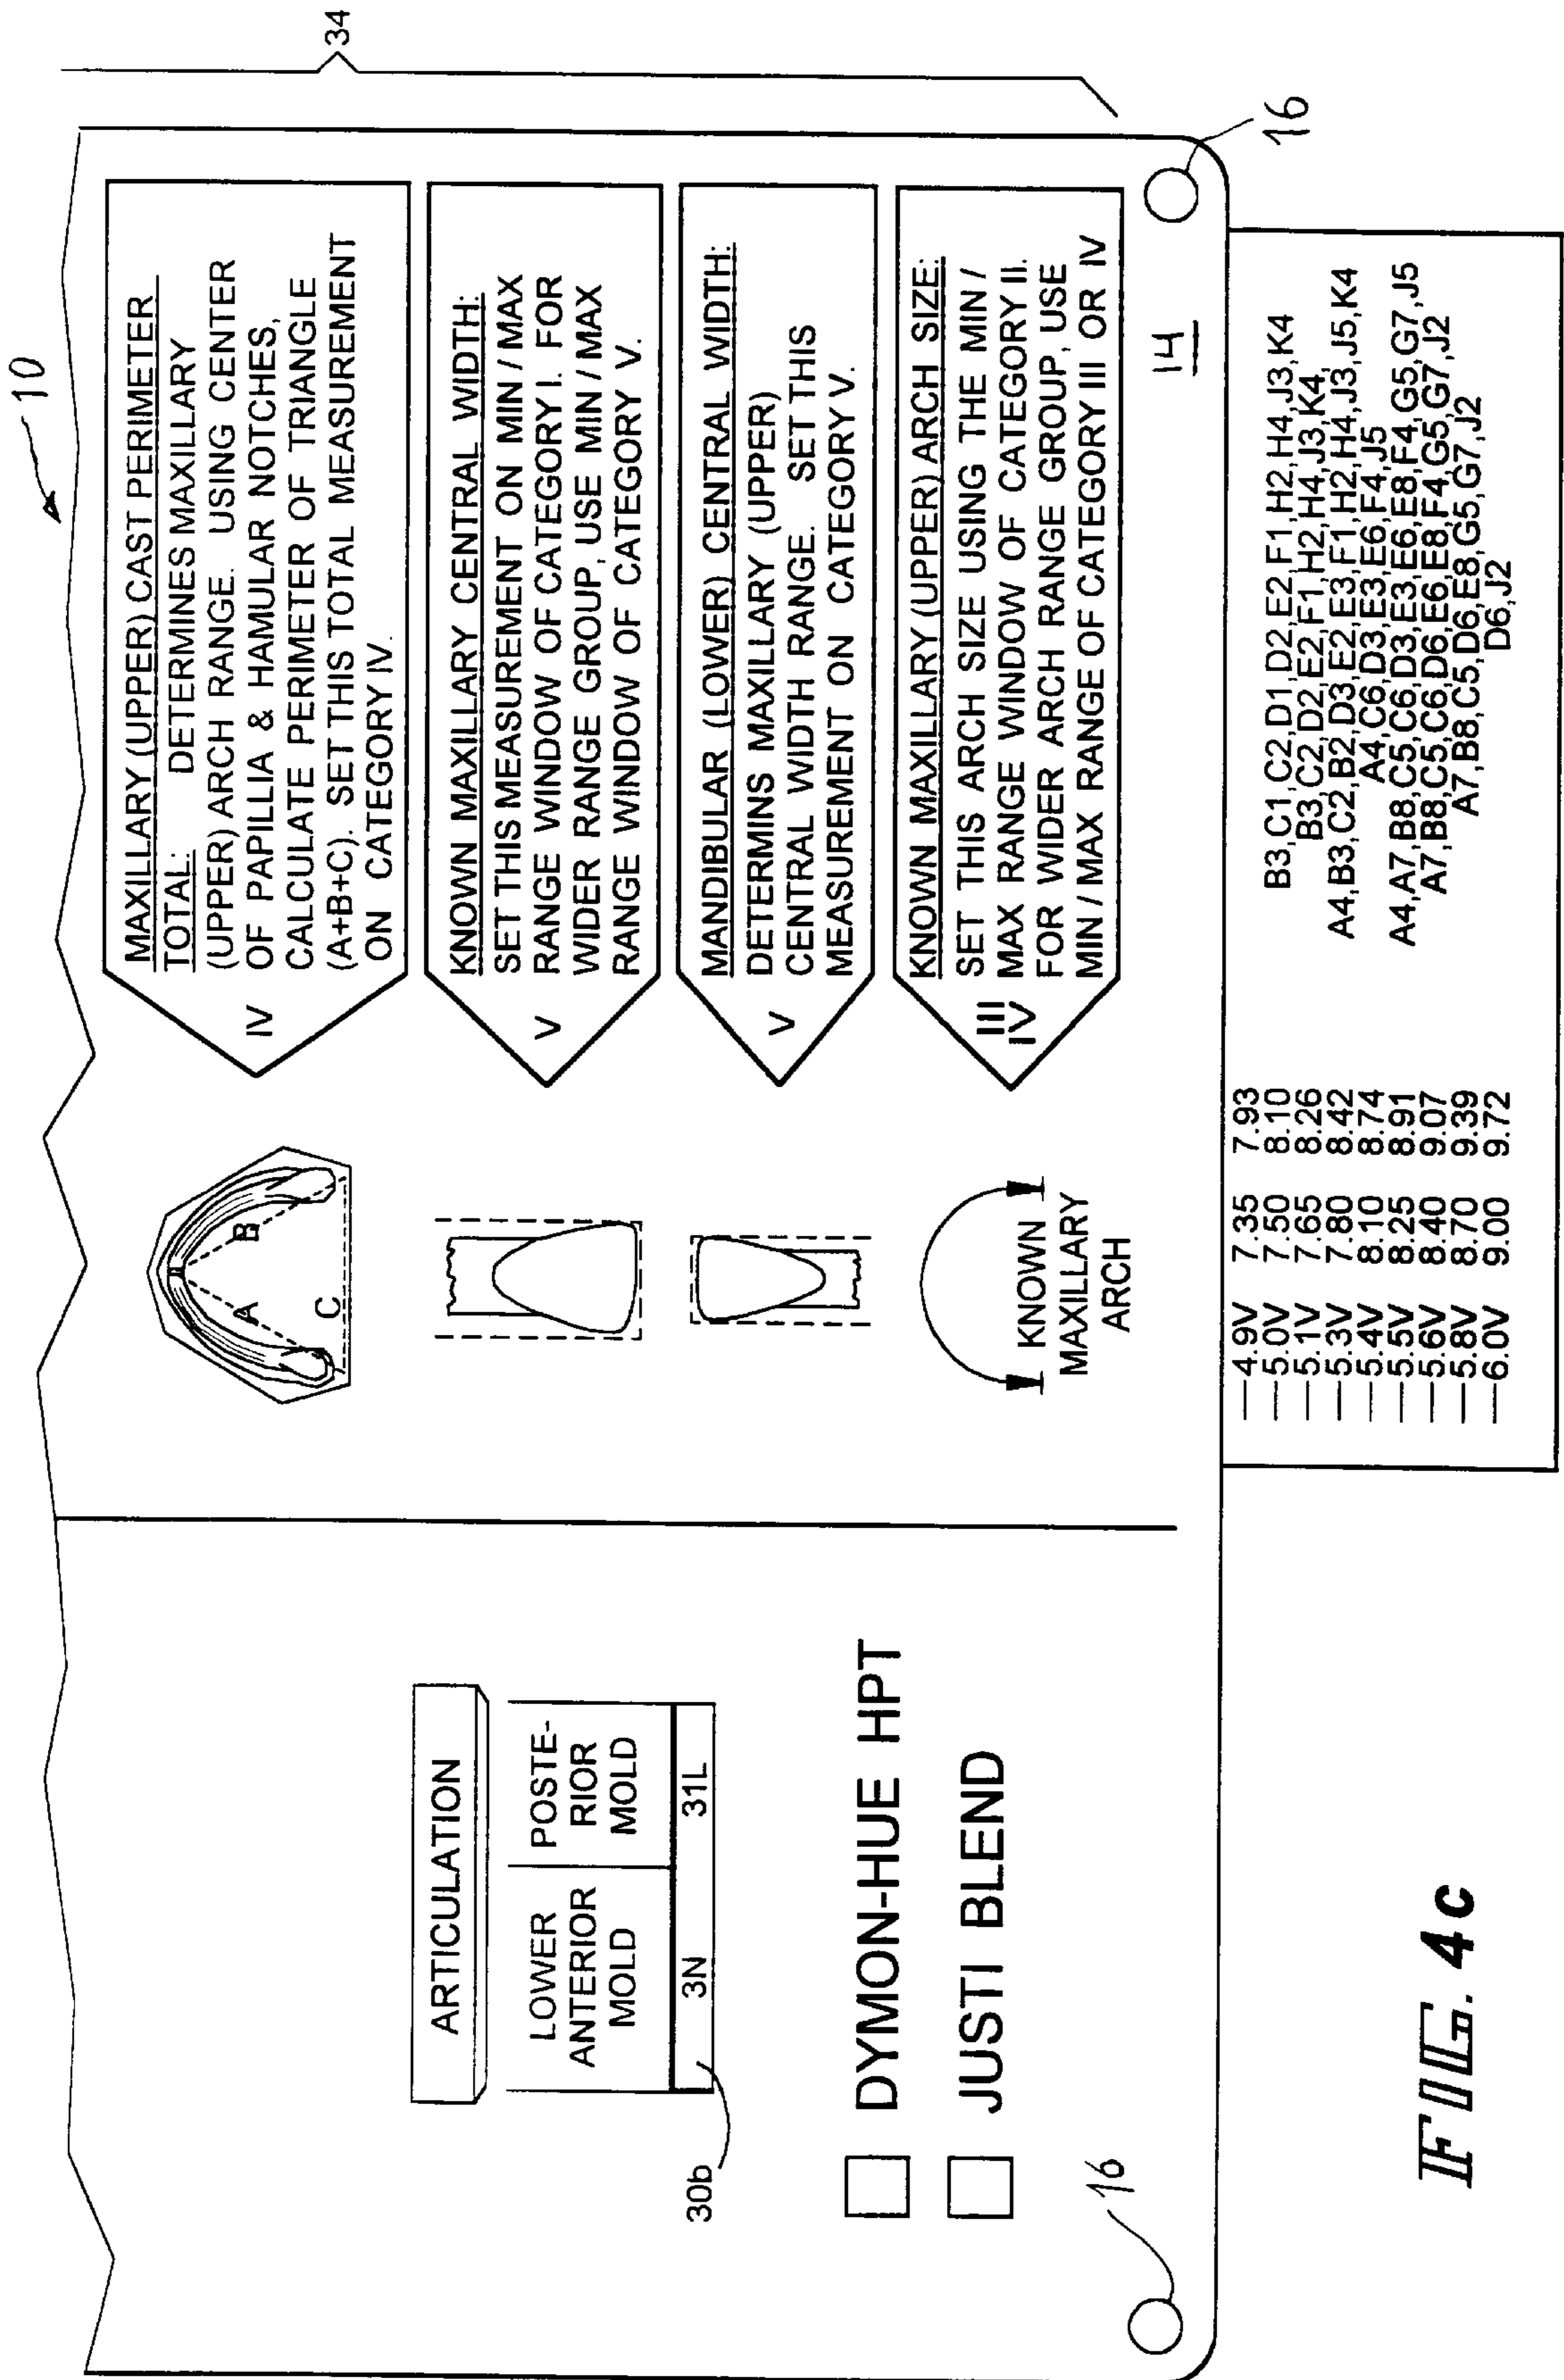 10
34
MAXILLARY (UPPER) CAST PERIMETER
TOTAL: DETERMINES MAXILLARY
(UPPER) ARCH RANGE. USING CENTER
OF PAPILLIA & HAMULAR NOTCHES,
CALCULATE PERIMETER OF TRIANGLE
(A+B+C). SET THIS TOTAL MEASUREMENT
ON CATEGORY IV.
IV
A
B
C
KNOWN MAXILLARY CENTRAL WIDTH:
SET THIS MEASUREMENT ON MIN / MAX
RANGE WINDOW OF CATEGORY I. FOR
WIDER RANGE GROUP, USE MIN / MAX
RANGE WINDOW OF CATEGORY V.
V
MANDIBULAR (LOWER) CENTRAL WIDTH:
DETERMINS MAXILLARY (UPPER)
CENTRAL WIDTH RANGE. SET THIS
MEASUREMENT ON CATEGORY V.
V
KNOWN MAXILLARY (UPPER) ARCH SIZE:
SET THIS ARCH SIZE USING THE MIN /
MAX RANGE WINDOW OF CATEGORY II.
FOR WIDER ARCH RANGE GROUP, USE
MIN / MAX RANGE OF CATEGORY III OR IV
III
IV
KNOWN
MAXILLARY
ARCH
ARTICULATION
LOWER
ANTERIOR
MOLD
POSTE-
RIOR
MOLD
3N 31L
30b
DYMON-HUE HPT
JUSTI BLEND
16
14
16
—4.9V 7.35 7.93
—5.0V 7.50 8.10 B3,C1,C2,D1,D2,E2,F1,H2,H4,J3,K4
—5.1V 7.65 8.26 B3,C2,D2,E2,F1,H2,H4,J3,K4,
—5.3V 7.80 8.42 A4,B3,C2,B2,D3,E2,E3,F1,H2,H4,J3,J5,K4
—5.4V 8.10 8.74 A4,C6,D3,E3,E6,F4,J5
—5.5V 8.25 8.91 A4,A7,B8,C5,C6,D3,E3,E6,E8,F4,G5,G7,J5
—5.6V 8.40 9.07 A7,B8,C5,C6,D6,E6,E8,F4,G5,G7,J2
—5.8V 8.70 9.39 A7,B8,C5,D6,E8,G5,G7,J2
—6.0V 9.00 9.72 D6,J2
FIG. 4c